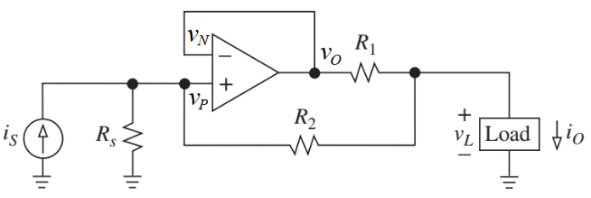 v_N
−
+
v_P
v_O
R_1
R_2
i_S
R_s
+
v_L
−
Load
i_O